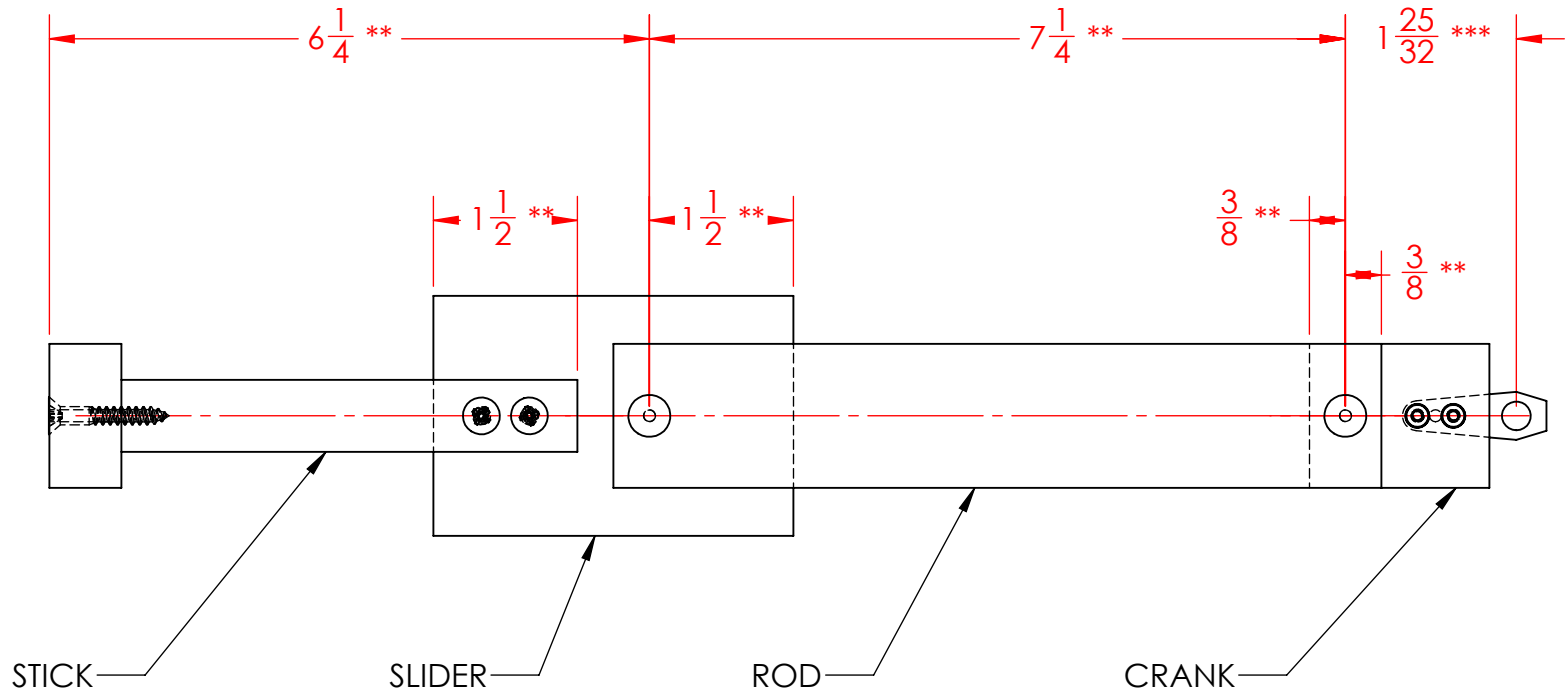 6 1/4 **
7 1/4 **
1 25/32 ***
1 1/2 **
1 1/2 **
3/8 **
3/8 **
STICK
SLIDER
ROD
CRANK